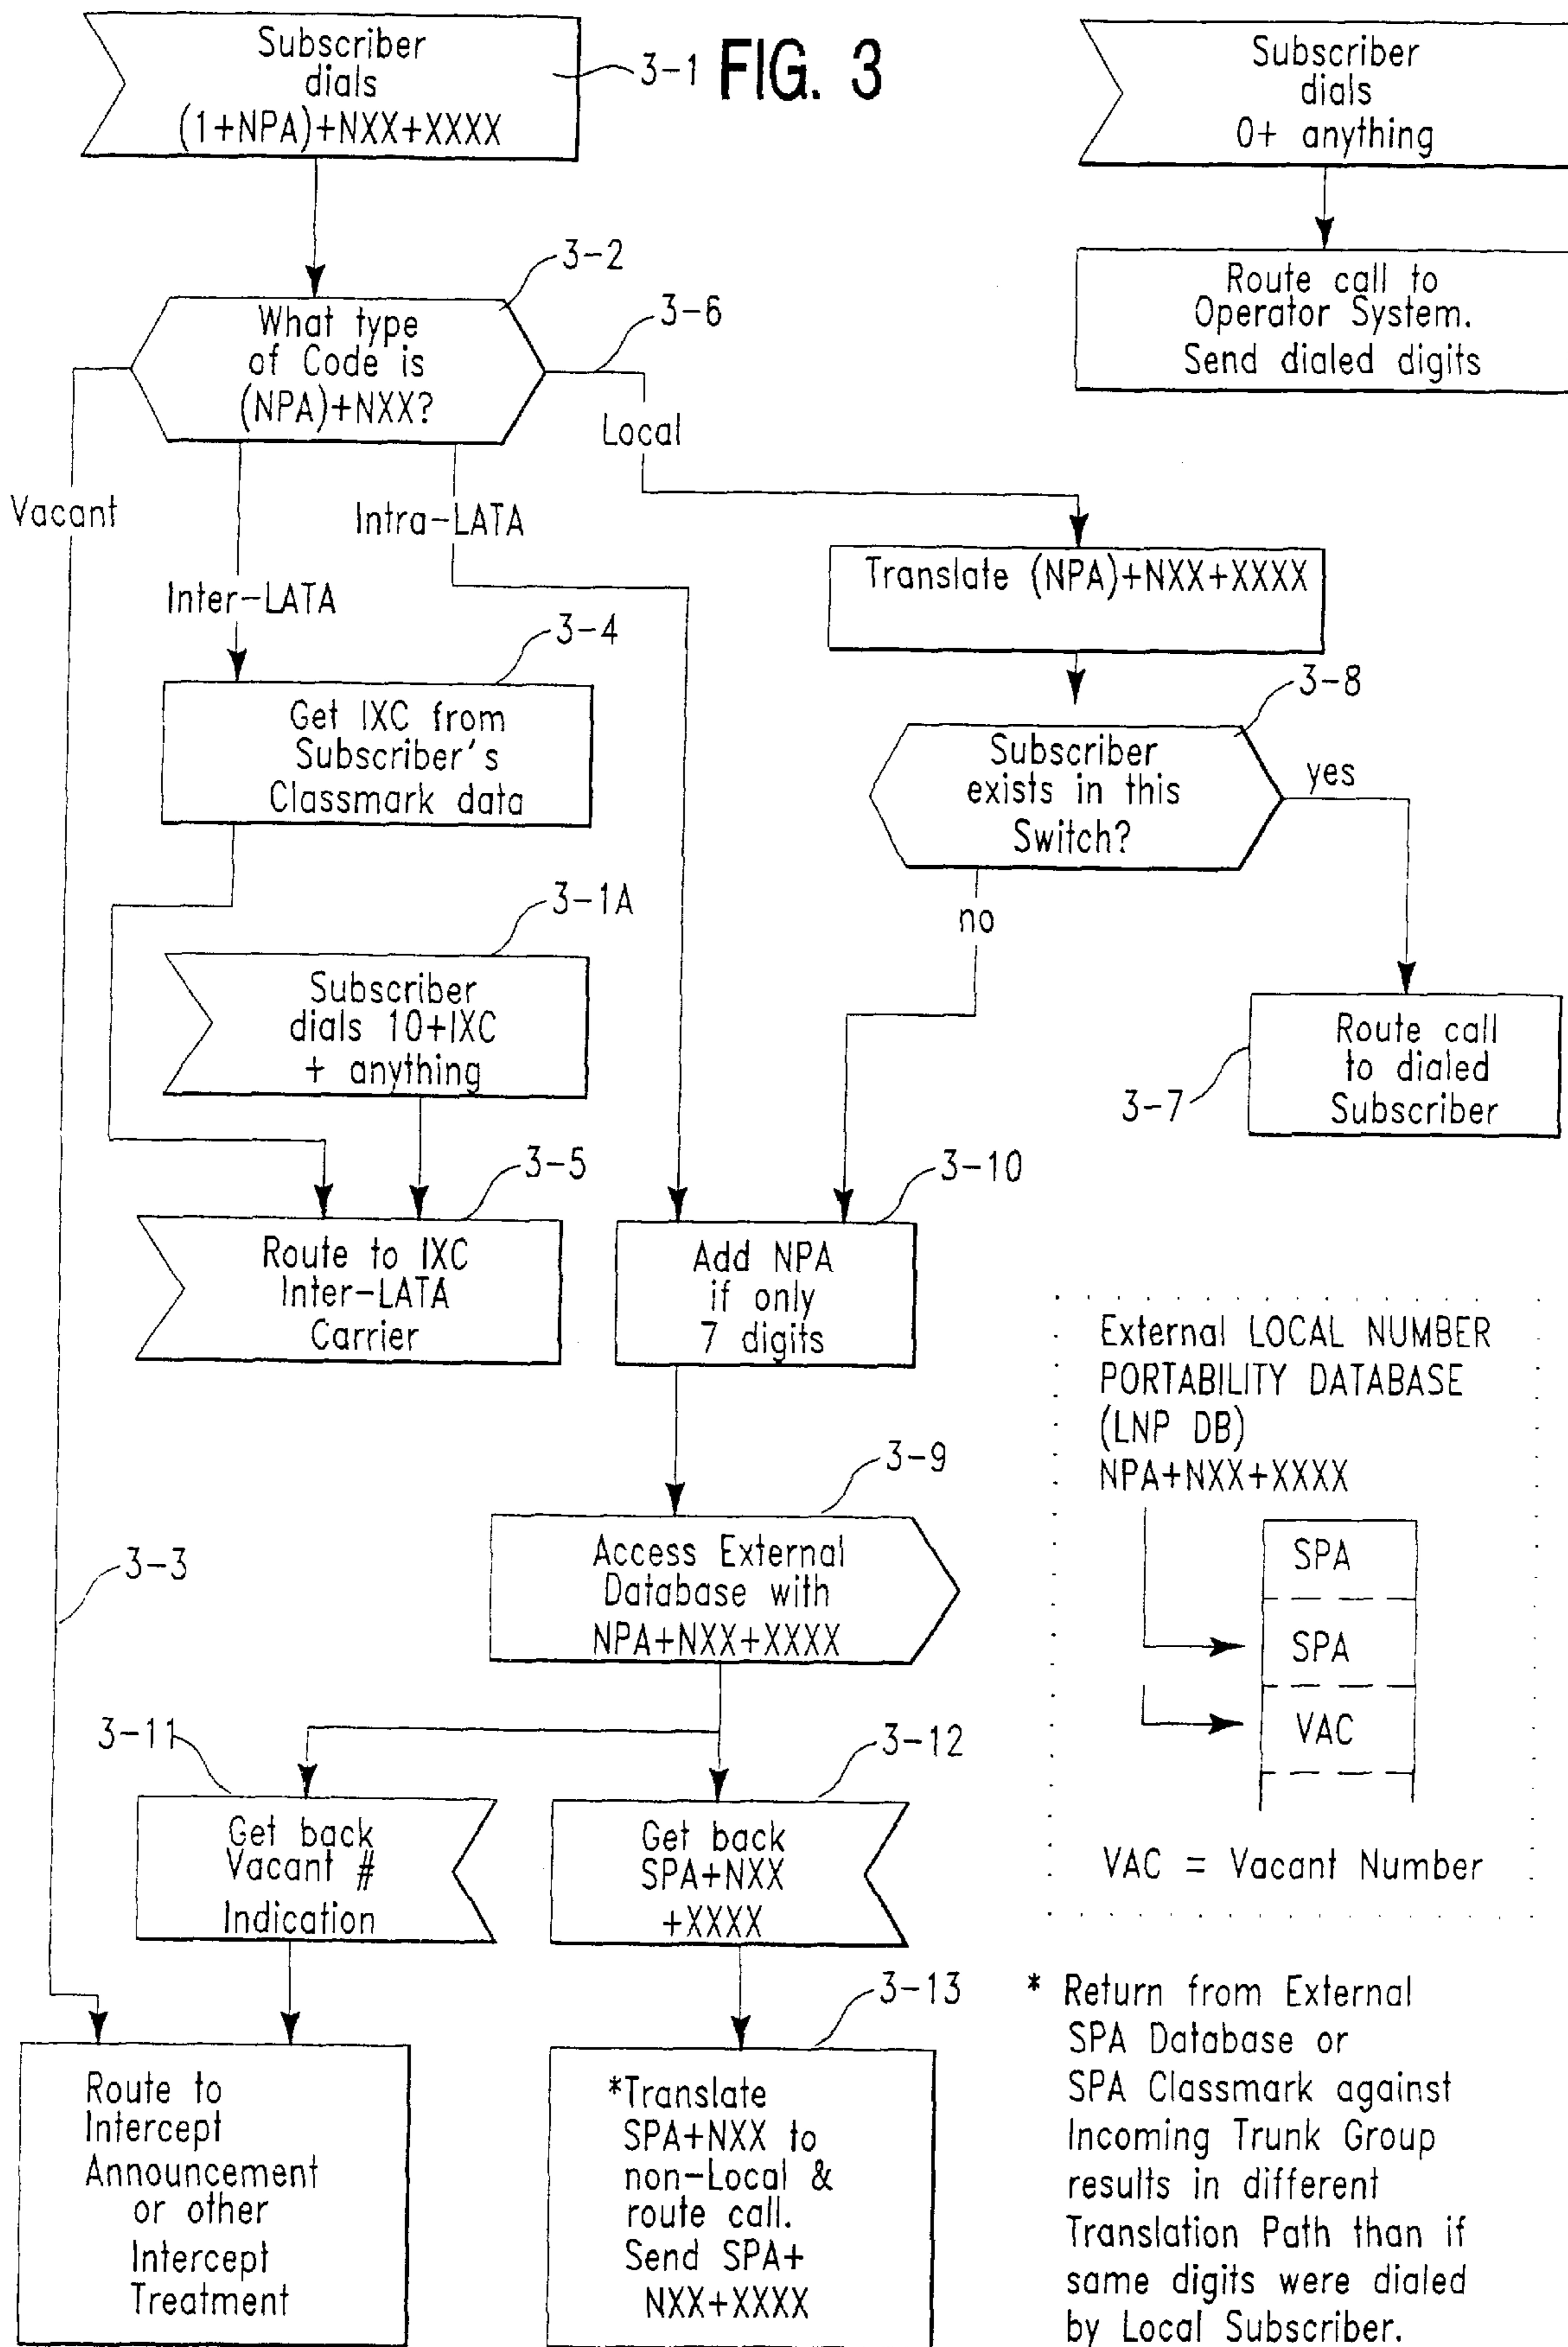 Subscriber
dials
(1+NPA)+NXX+XXXX
3-1
FIG. 3
Subscriber
dials
0+ anything
Route call to
Operator System.
Send dialed digits
3-2
What type
of Code is
(NPA)+NXX?
3-6
Local
Vacant
Inter-LATA
Intra-LATA
Translate (NPA)+NXX+XXXX
3-4
Get IXC from
Subscriber's
Classmark data
3-8
Subscriber
exists in this
Switch?
yes
no
3-1A
Subscriber
dials 10+IXC
+ anything
Route call
to dialed
Subscriber
3-7
3-5
Route to IXC
Inter-LATA
Carrier
3-10
Add NPA
if only
7 digits
External LOCAL NUMBER
PORTABILITY DATABASE
(LNP DB)
NPA+NXX+XXXX
SPA
SPA
VAC
VAC = Vacant Number
3-9
Access External
Database with
NPA+NXX+XXXX
3-3
3-11
Get back
Vacant #
Indication
3-12
Get back
SPA+NXX
+XXXX
Route to
Intercept
Announcement
or other
Intercept
Treatment
3-13
*Translate
SPA+NXX to
non-Local &
route call.
Send SPA+
NXX+XXXX
* Return from External
SPA Database or
SPA Classmark against
Incoming Trunk Group
results in different
Translation Path than if
same digits were dialed
by Local Subscriber.